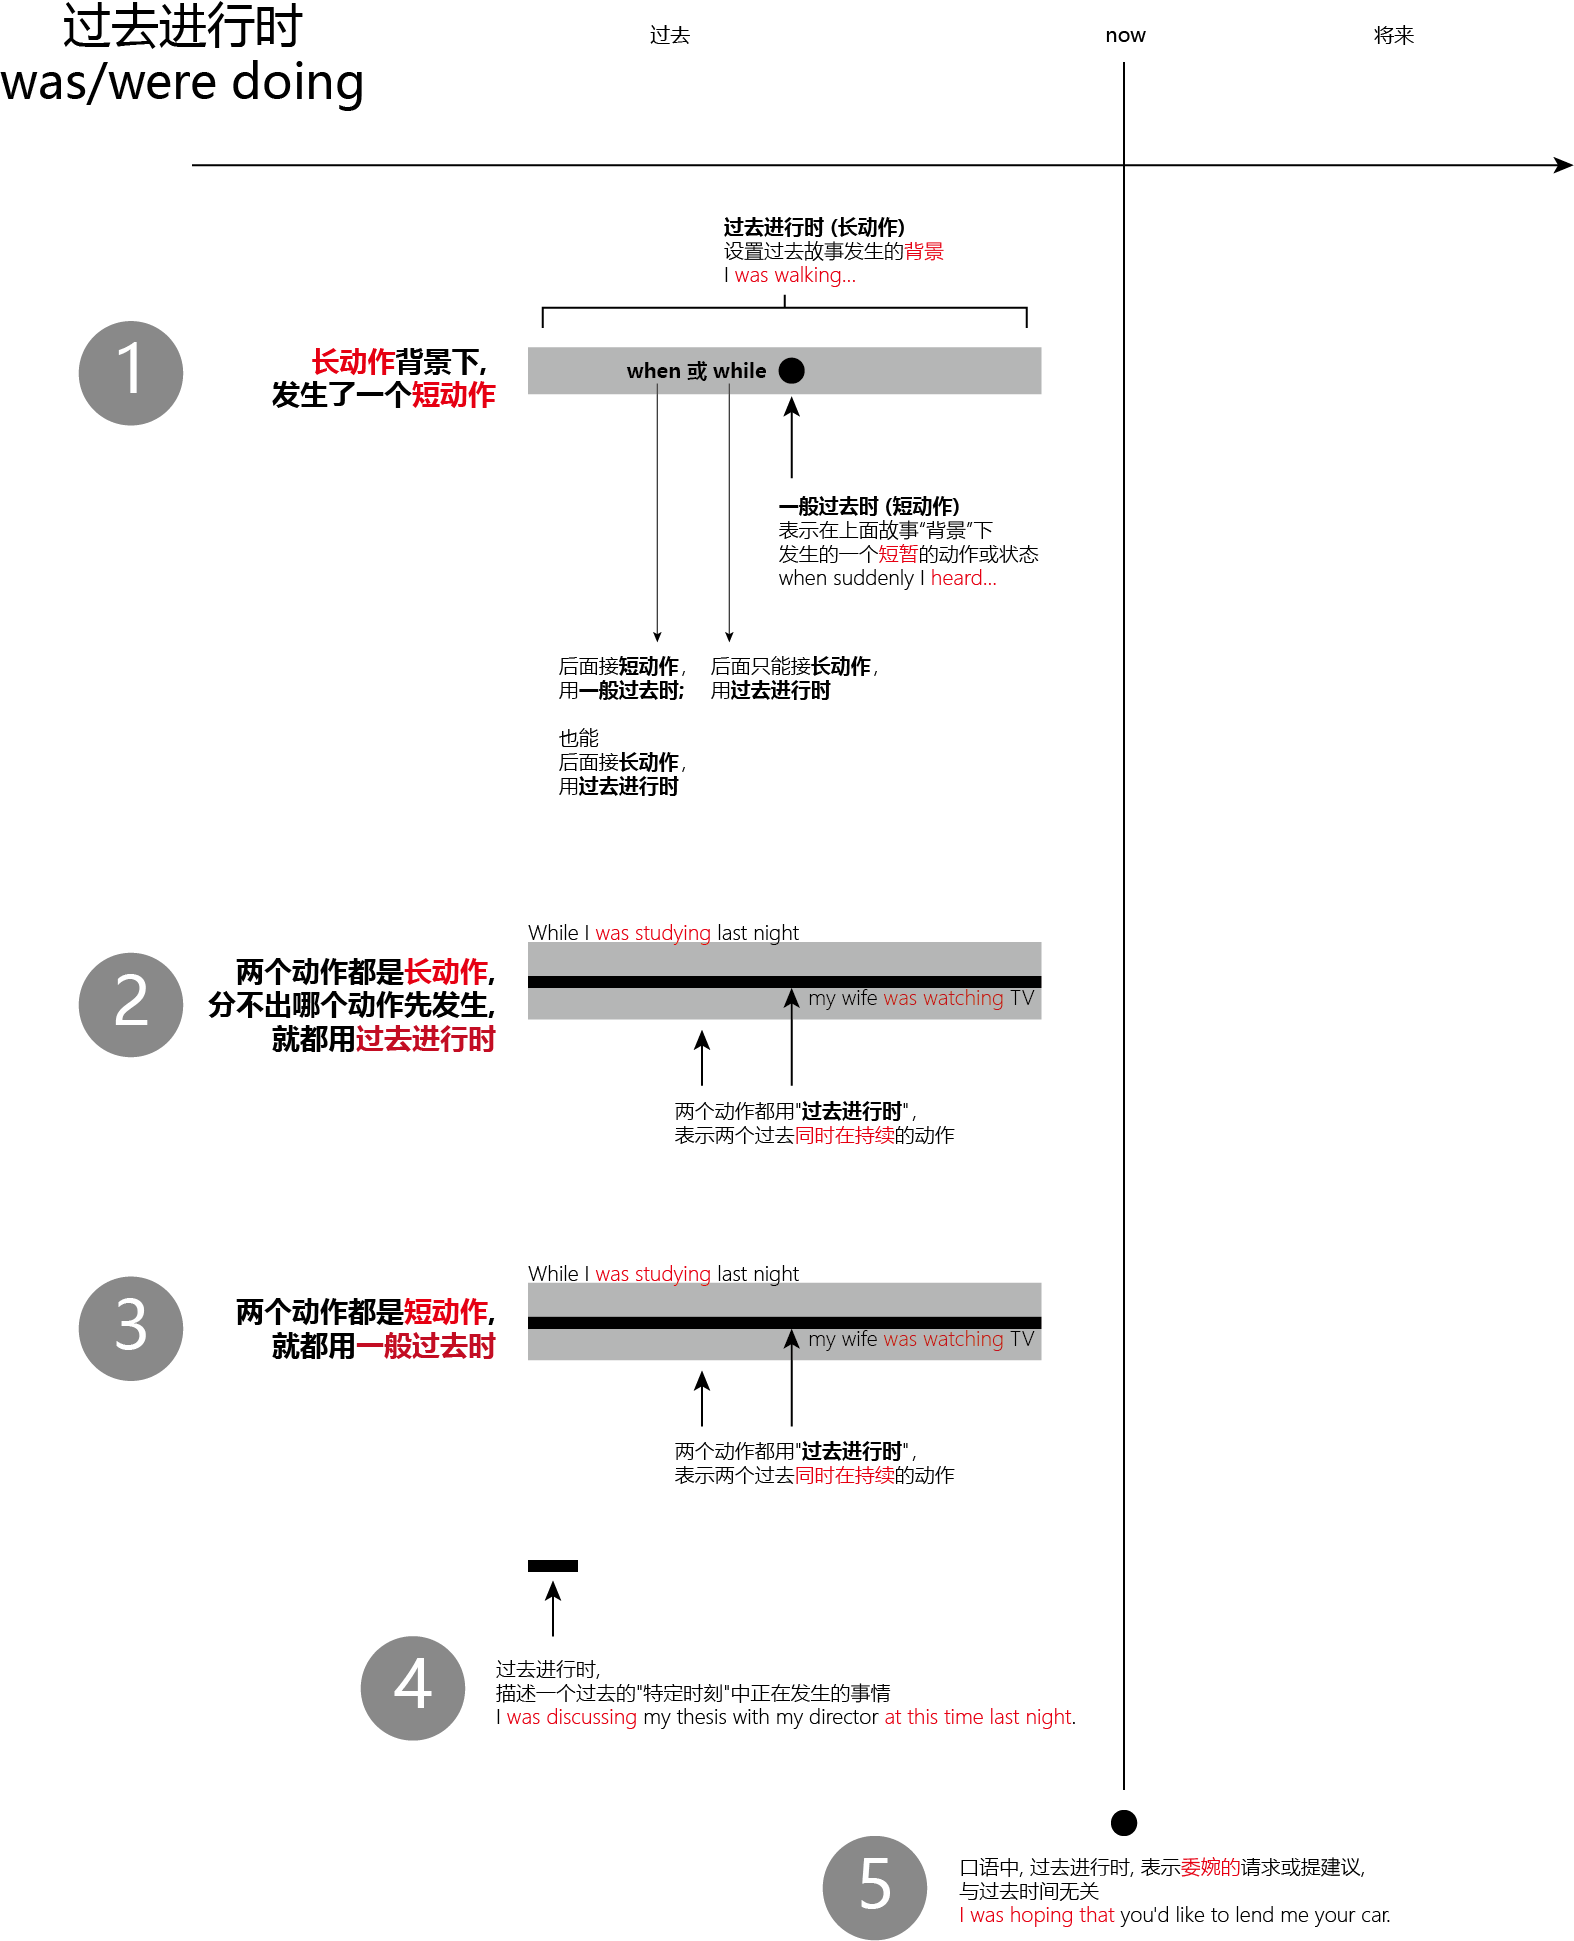 过去进行时
was/were doing
过去
now
将来
过去进行时 (长动作)
设置过去故事发生的背景
I was walking...
1
长动作背景下,
发生了一个短动作
when 或 while
一般过去时 (短动作)
表示在上面故事“背景”下
发生的一个短暂的动作或状态
when suddenly I heard...
后面接短动作,
用一般过去时;
也能
后面接长动作,
用过去进行时
后面只能接长动作,
用过去进行时
2
两个动作都是长动作,
分不出哪个动作先发生,
就都用过去进行时
While I was studying last night
my wife was watching TV
两个动作都用"过去进行时",
表示两个过去同时在持续的动作
3
两个动作都是短动作,
就都用一般过去时
While I was studying last night
my wife was watching TV
两个动作都用"过去进行时",
表示两个过去同时在持续的动作
4
过去进行时,
描述一个过去的"特定时刻"中正在发生的事情
I was discussing my thesis with my director at this time last night.
5
口语中, 过去进行时, 表示委婉的请求或提建议,
与过去时间无关
I was hoping that you'd like to lend me your car.